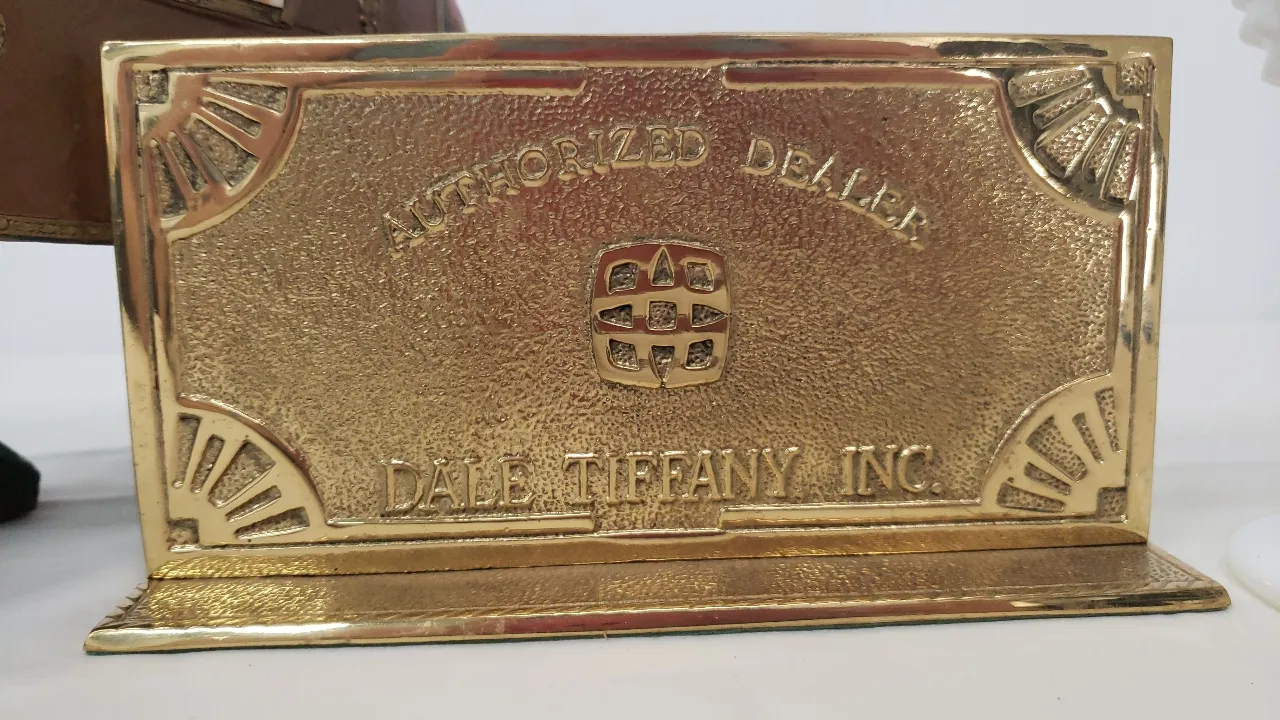 AUTHORIZED DEALER
DALE TIFFANY INC.